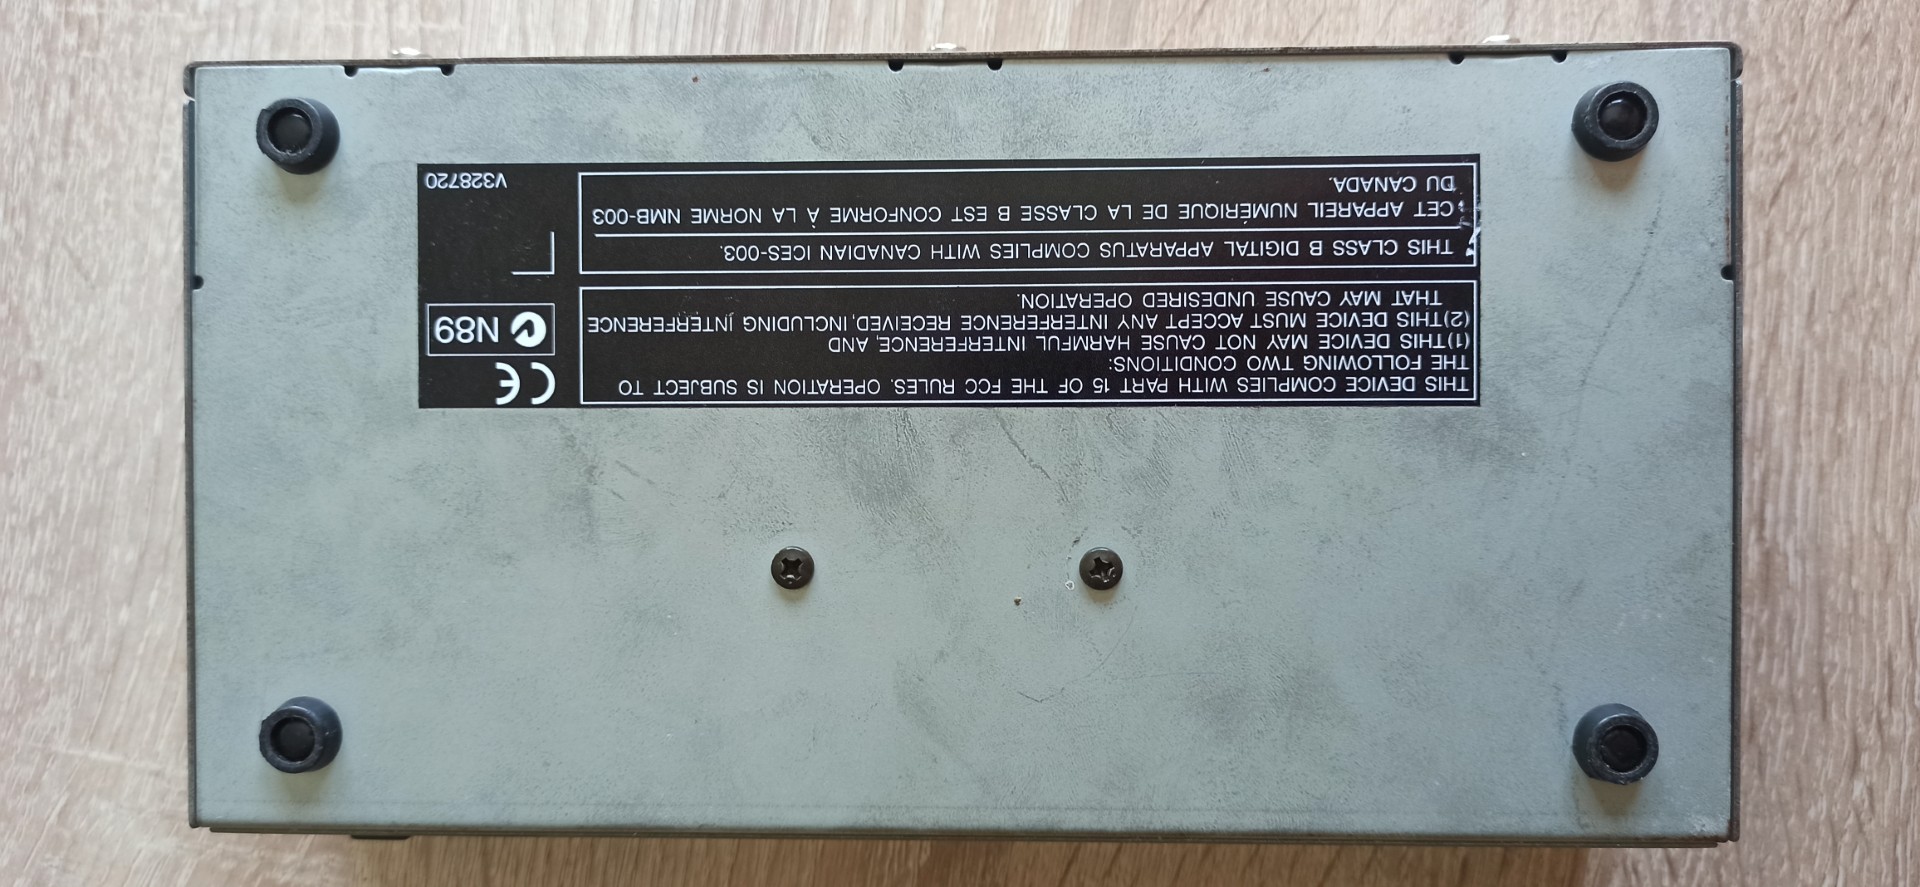 THIS DEVICE COMPLIES WITH PART 15 OF THE FCC RULES. OPERATION IS SUBJECT TO
THE FOLLOWING TWO CONDITIONS:
(1)THIS DEVICE MAY NOT CAUSE HARMFUL INTERFERENCE, AND
(2)THIS DEVICE MUST ACCEPT ANY INTERFERENCE RECEIVED, INCLUDING INTERFERENCE
THAT MAY CAUSE UNDESIRED OPERATION.
THIS CLASS B DIGITAL APPARATUS COMPLIES WITH CANADIAN ICES-003.
CET APPAREIL NUMÉRIQUE DE LA CLASSE B EST CONFORME À LA NORME NMB-003
DU CANADA.
CE
N89
V328720